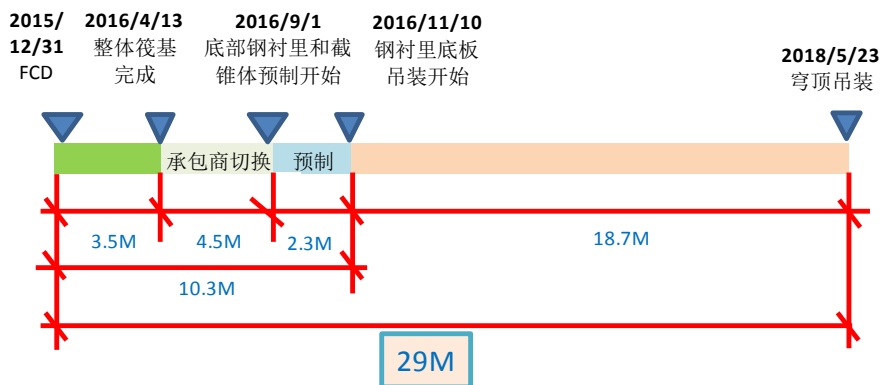 2015/
12/31
FCD
2016/4/13
整体筏基
完成
2016/9/1
底部钢衬里和截
锥体预制开始
2016/11/10
钢衬里底板
吊装开始
2018/5/23
穹顶吊装
承包商切换
预制
3.5M
4.5M
2.3M
18.7M
10.3M
29M